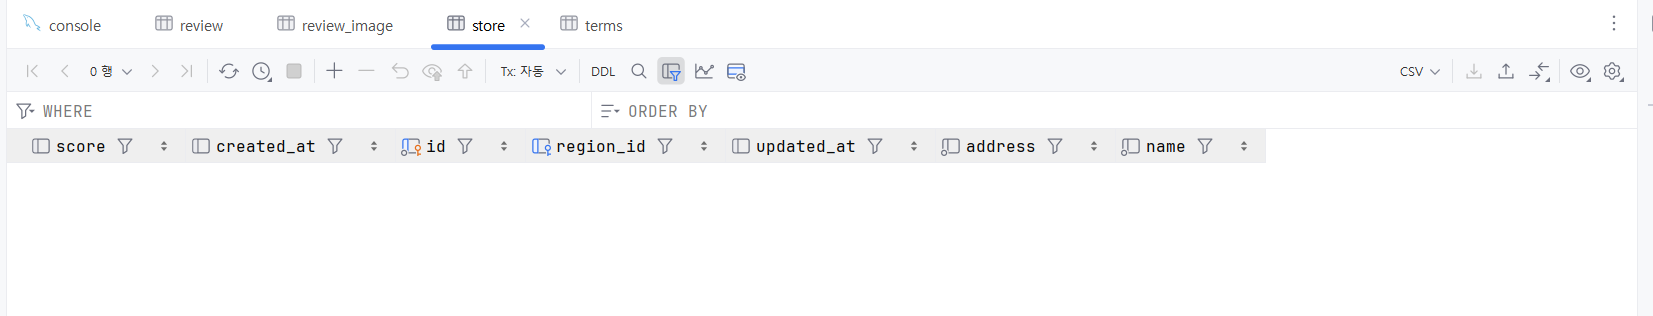 console review review_image store terms
0 행 Tx: 자동 DDL CSV
WHERE ORDER BY
score created_at id region_id updated_at address name